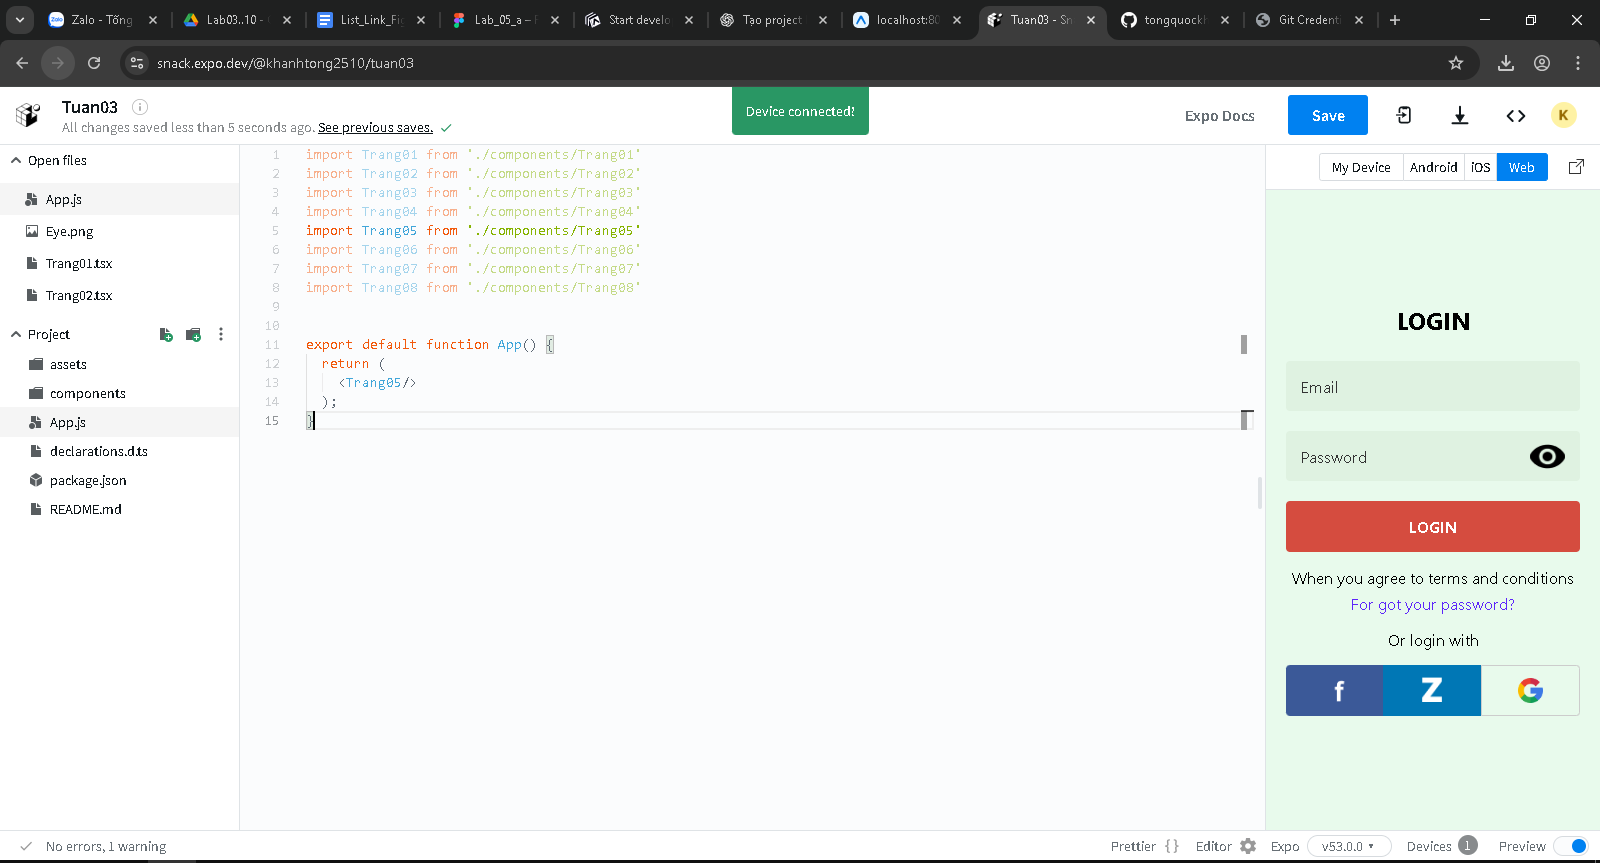 Zalo - Tống
Lab03..10 -
List_Link_Fi
Lab_05_a – F
Start develo
Tạo project
localhost:80
Tuan03 - Sn
tongquockh
Git Credenti
snack.expo.dev/@khanhtong2510/tuan03
Tuan03
All changes saved less than 5 seconds ago. See previous saves.
Device connected!
Expo Docs
Save
K
Open files
App.js
Eye.png
Trang01.tsx
Trang02.tsx
Project
assets
components
App.js
declarations.d.ts
package.json
README.md
1 import Trang01 from './components/Trang01'
2 import Trang02 from './components/Trang02'
3 import Trang03 from './components/Trang03'
4 import Trang04 from './components/Trang04'
5 import Trang05 from './components/Trang05'
6 import Trang06 from './components/Trang06'
7 import Trang07 from './components/Trang07'
8 import Trang08 from './components/Trang08'
9
10
11 export default function App() {
12 return (
13 <Trang05/>
14 );
15 }
My Device Android iOS Web
LOGIN
Email
Password
LOGIN
When you agree to terms and conditions
For got your password?
Or login with
f Z G
No errors, 1 warning
Prettier {} Editor Expo v53.0.0 Devices 1 Preview